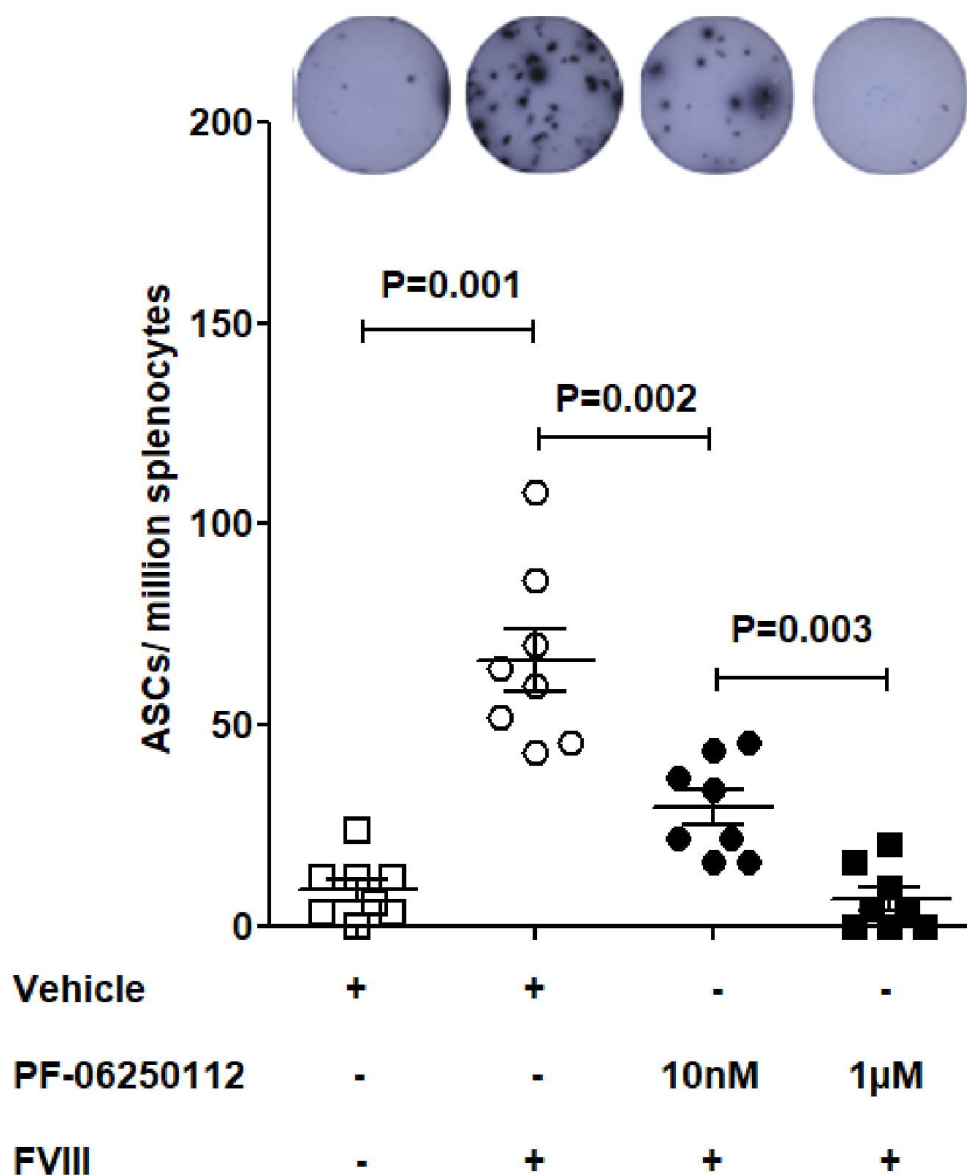 200
150
100
50
0
ASCs/ million splenocytes
P=0.001
P=0.002
P=0.003
Vehicle + + - -
PF-06250112 - - 10nM 1µM
FVIII - + + +